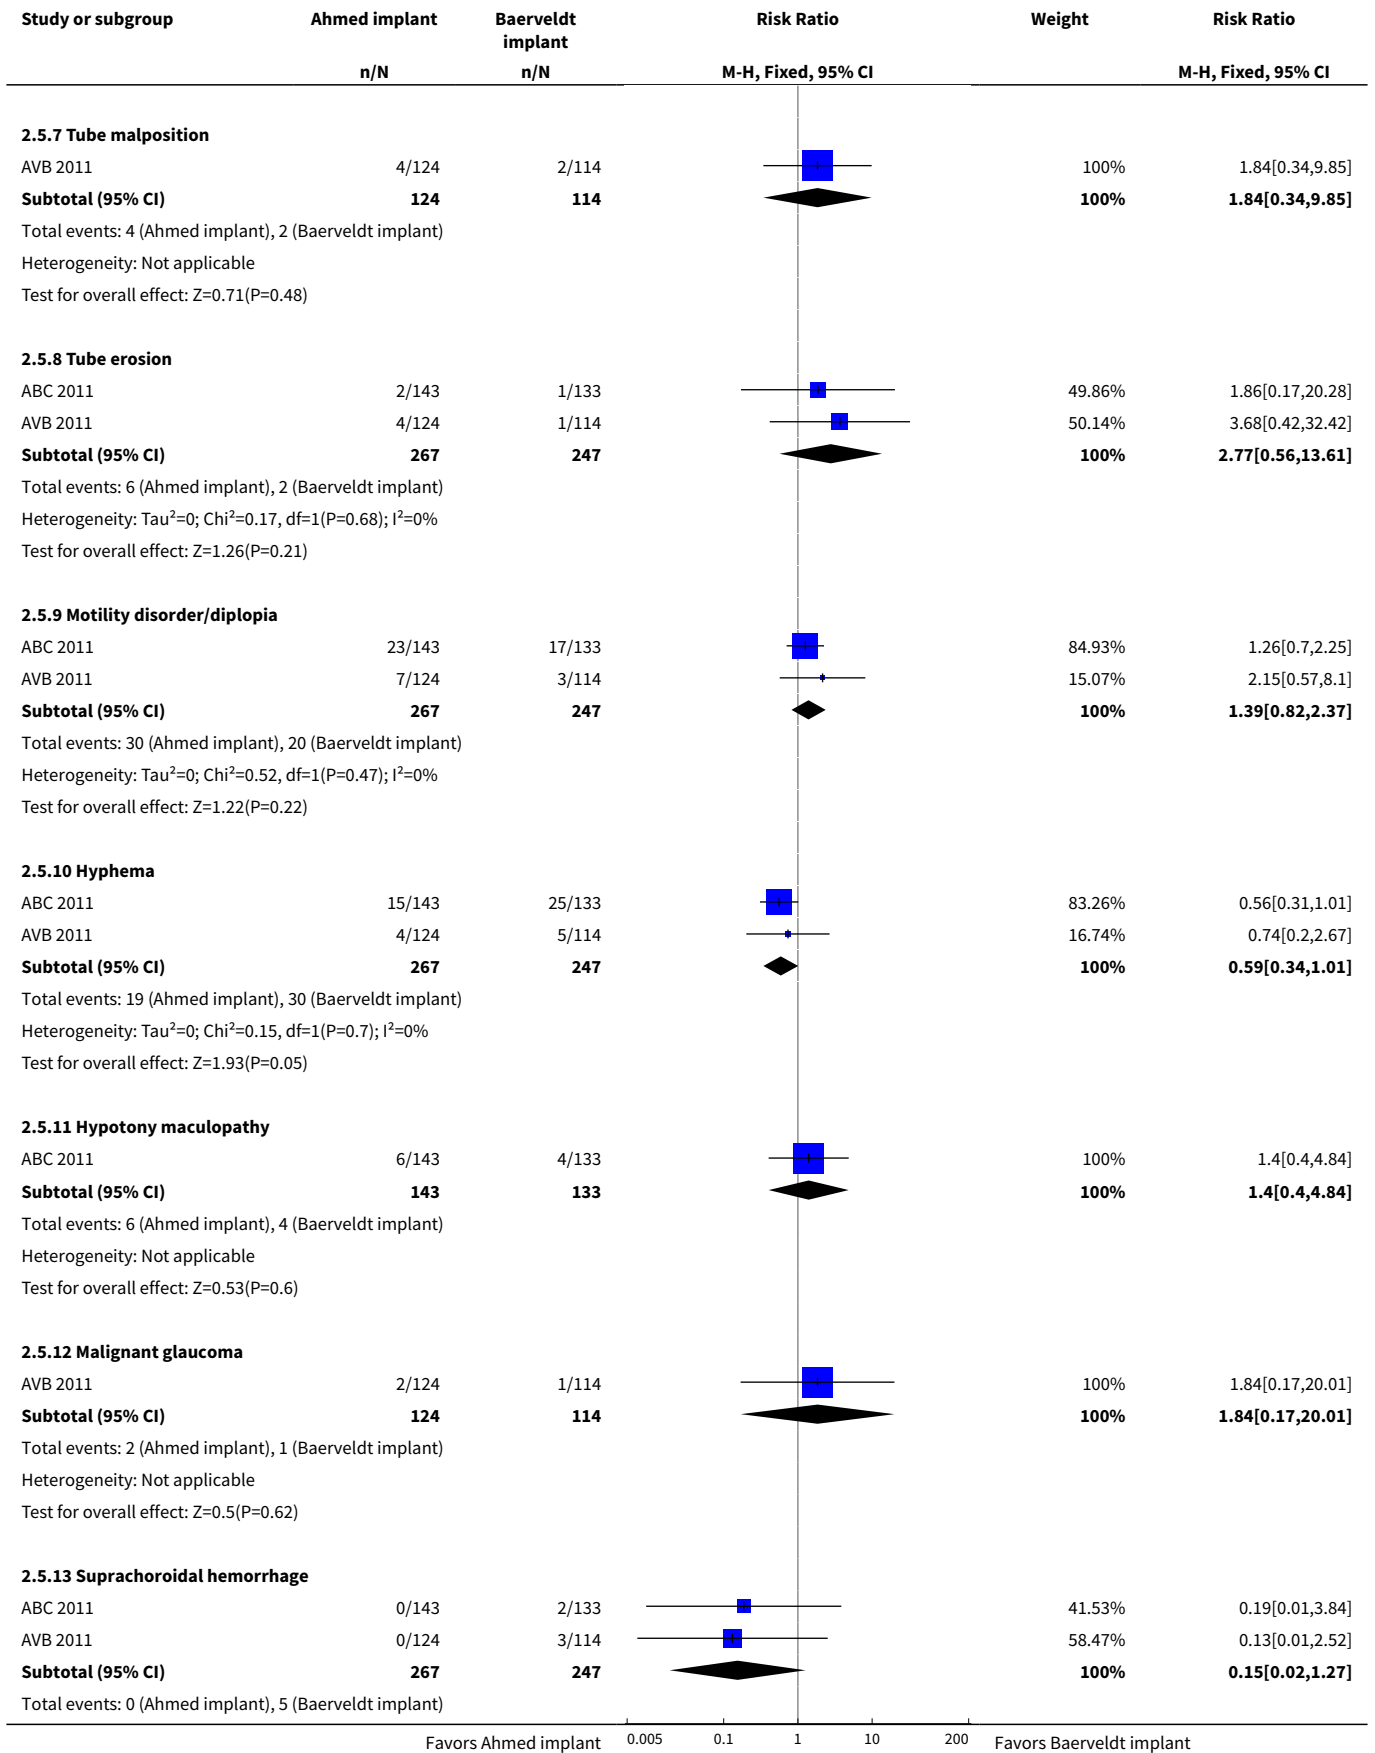 Study or subgroup Ahmed implant Baerveldt implant Risk Ratio Weight Risk Ratio
n/N n/N M-H, Fixed, 95% CI M-H, Fixed, 95% CI
2.5.7 Tube malposition
AVB 2011 4/124 2/114 100% 1.84[0.34,9.85]
Subtotal (95% CI) 124 114 100% 1.84[0.34,9.85]
Total events: 4 (Ahmed implant), 2 (Baerveldt implant)
Heterogeneity: Not applicable
Test for overall effect: Z=0.71(P=0.48)
2.5.8 Tube erosion
ABC 2011 2/143 1/133 49.86% 1.86[0.17,20.28]
AVB 2011 4/124 1/114 50.14% 3.68[0.42,32.42]
Subtotal (95% CI) 267 247 100% 2.77[0.56,13.61]
Total events: 6 (Ahmed implant), 2 (Baerveldt implant)
Heterogeneity: Tau²=0; Chi²=0.17, df=1(P=0.68); I²=0%
Test for overall effect: Z=1.26(P=0.21)
2.5.9 Motility disorder/diplopia
ABC 2011 23/143 17/133 84.93% 1.26[0.7,2.25]
AVB 2011 7/124 3/114 15.07% 2.15[0.57,8.1]
Subtotal (95% CI) 267 247 100% 1.39[0.82,2.37]
Total events: 30 (Ahmed implant), 20 (Baerveldt implant)
Heterogeneity: Tau²=0; Chi²=0.52, df=1(P=0.47); I²=0%
Test for overall effect: Z=1.22(P=0.22)
2.5.10 Hyphema
ABC 2011 15/143 25/133 83.26% 0.56[0.31,1.01]
AVB 2011 4/124 5/114 16.74% 0.74[0.2,2.67]
Subtotal (95% CI) 267 247 100% 0.59[0.34,1.01]
Total events: 19 (Ahmed implant), 30 (Baerveldt implant)
Heterogeneity: Tau²=0; Chi²=0.15, df=1(P=0.7); I²=0%
Test for overall effect: Z=1.93(P=0.05)
2.5.11 Hypotony maculopathy
ABC 2011 6/143 4/133 100% 1.4[0.4,4.84]
Subtotal (95% CI) 143 133 100% 1.4[0.4,4.84]
Total events: 6 (Ahmed implant), 4 (Baerveldt implant)
Heterogeneity: Not applicable
Test for overall effect: Z=0.53(P=0.6)
2.5.12 Malignant glaucoma
AVB 2011 2/124 1/114 100% 1.84[0.17,20.01]
Subtotal (95% CI) 124 114 100% 1.84[0.17,20.01]
Total events: 2 (Ahmed implant), 1 (Baerveldt implant)
Heterogeneity: Not applicable
Test for overall effect: Z=0.5(P=0.62)
2.5.13 Suprachoroidal hemorrhage
ABC 2011 0/143 2/133 41.53% 0.19[0.01,3.84]
AVB 2011 0/124 3/114 58.47% 0.13[0.01,2.52]
Subtotal (95% CI) 267 247 100% 0.15[0.02,1.27]
Total events: 0 (Ahmed implant), 5 (Baerveldt implant)
Favors Ahmed implant 0.005 0.1 1 10 200 Favors Baerveldt implant